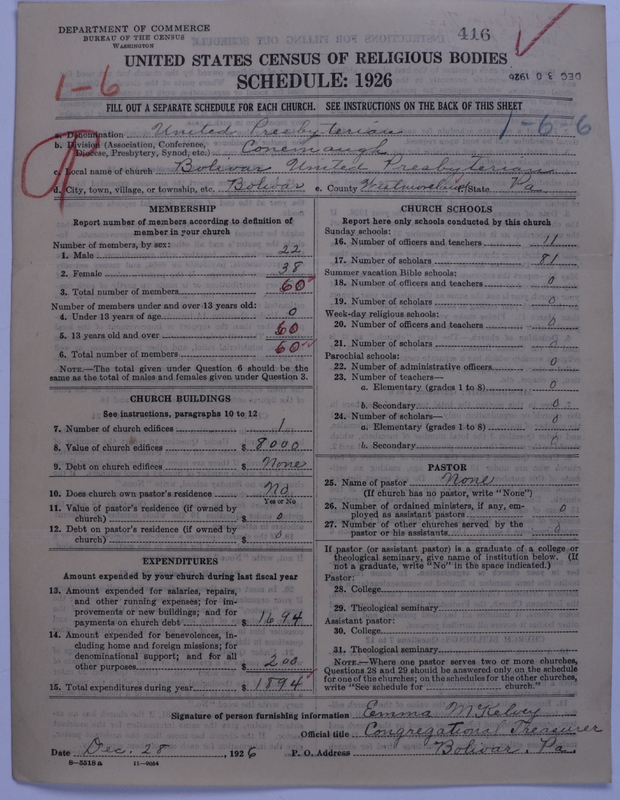 DEPARTMENT OF COMMERCE
BUREAU OF THE CENSUS
WASHINGTON
416
DEC 30 1926
UNITED STATES CENSUS OF RELIGIOUS BODIES
SCHEDULE: 1926
1-6
FILL OUT A SEPARATE SCHEDULE FOR EACH CHURCH. SEE INSTRUCTIONS ON THE BACK OF THIS SHEET
1-6-6
a. Denomination United Presbyterian
b. Division (Association, Conference, Diocese, Presbytery, Synod, etc.) Conemaugh
c. Local name of church Bolivar United Presbyterian
d. City, town, village, or township, etc. Bolivar e. County Westmoreland f. State Pa
MEMBERSHIP
Report number of members according to definition of
member in your church
Number of members, by sex:
1. Male 22
2. Female 38
3. Total number of members 60
Number of members under and over 13 years old:
4. Under 13 years of age 0
5. 13 years old and over 60
6. Total number of members 60
NOTE.—The total given under Question 6 should be
same as the total of males and females given under Question 3.
CHURCH BUILDINGS
See instructions, paragraphs 10 to 12
7. Number of church edifices 1
8. Value of church edifices $ 8000
9. Debt on church edifices $ None
10. Does church own pastor's residence No
Yes or No
11. Value of pastor's residence (if owned by
church) $ 0
12. Debt on pastor's residence (if owned by
church) $ 0
EXPENDITURES
Amount expended by your church during last fiscal year
13. Amount expended for salaries, repairs,
and other running expenses; for im-
provements or new buildings; and for
payments on church debt $ 1694
14. Amount expended for benevolences, in-
cluding home and foreign missions; for
denominational support; and for all
other purposes $ 200
15. Total expenditures during year $ 1894
CHURCH SCHOOLS
Report here only schools conducted by this church
Sunday schools:
16. Number of officers and teachers 11
17. Number of scholars 81
Summer vacation Bible schools:
18. Number of officers and teachers 0
19. Number of scholars 0
Week-day religious schools:
20. Number of officers and teachers 0
21. Number of scholars 0
Parochial schools:
22. Number of administrative officers 0
23. Number of teachers—
a. Elementary (grades 1 to 8) 0
b. Secondary 0
24. Number of scholars—
a. Elementary (grades 1 to 8) 0
b. Secondary 0
PASTOR
25. Name of pastor None
(If church has no pastor, write "None")
26. Number of ordained ministers, if any, em-
ployed as assistant pastors 0
27. Number of other churches served by the
pastor or his assistants 0
If pastor (or assistant pastor) is a graduate of a college or
theological seminary, give name of institution below. (If
not a graduate, write "No" in the space indicated.)
Pastor:
28. College
29. Theological seminary
Assistant pastor:
30. College
31. Theological seminary
NOTE.—Where one pastor serves two or more churches,
Questions 28 and 29 should be answered only on the schedule
for one of the churches; on the schedules for the other churches,
write "See schedule for church."
Signature of person furnishing information Emma McKelvy
Official title Congregational Treasurer
Date Dec. 28, 1926 P. O. Address Bolivar, Pa.
8-5518a 11-9064